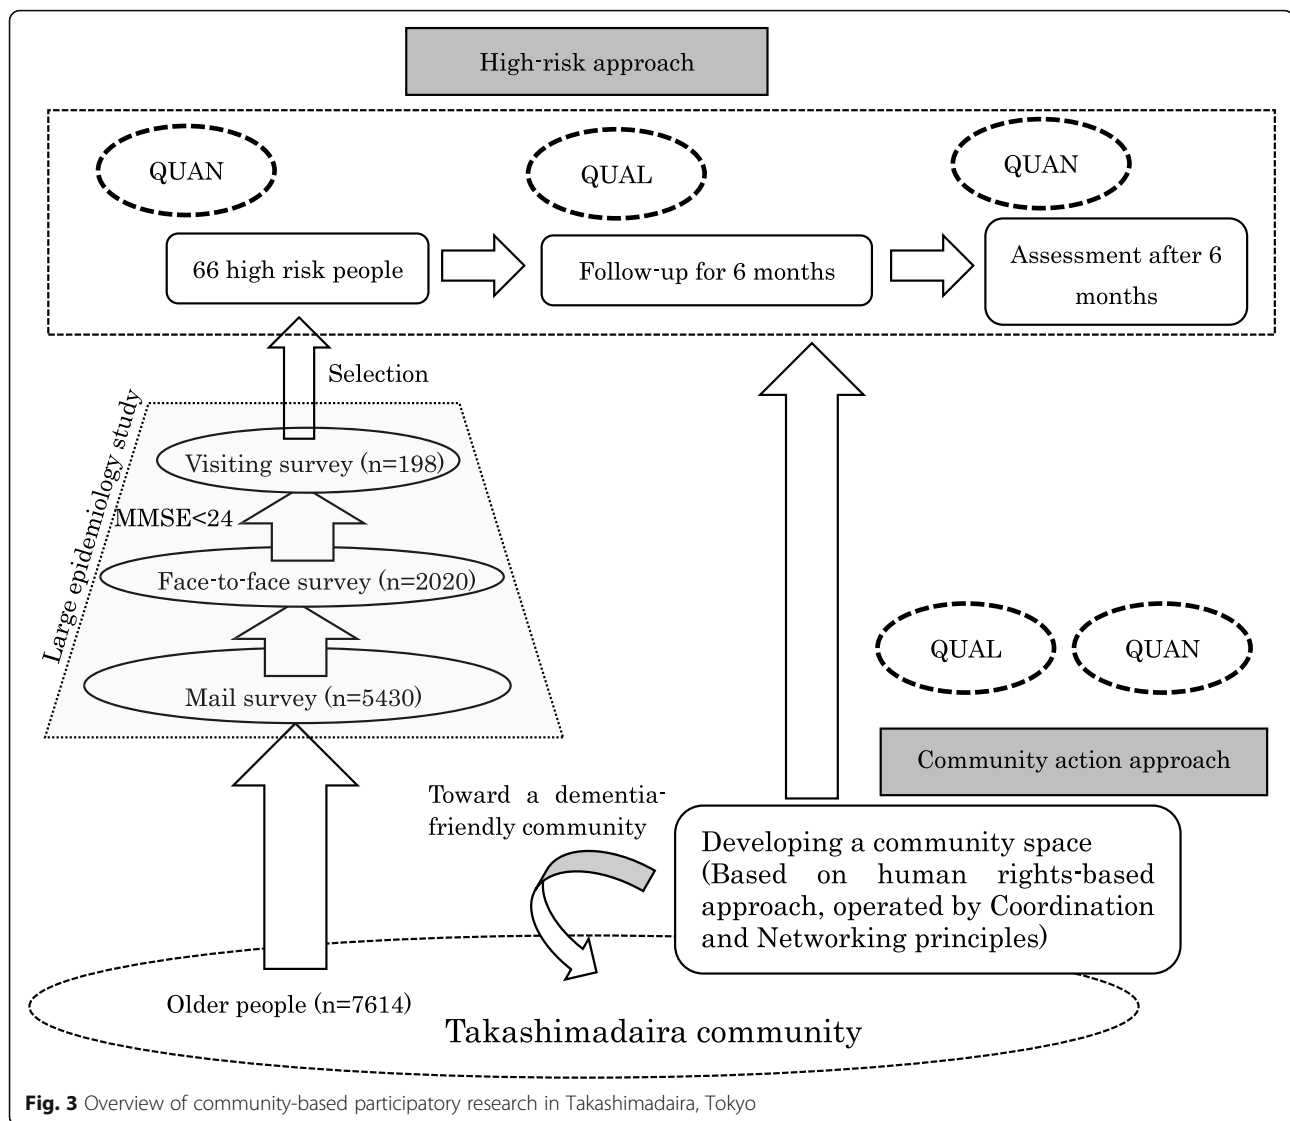 High-risk approach
QUAN
QUAL
QUAN
66 high risk people
Follow-up for 6 months
Assessment after 6
months
Selection
Large epidemiology study
Visiting survey (n=198)
MMSE<24
Face-to-face survey (n=2020)
Mail survey (n=5430)
QUAL
QUAN
Community action approach
Toward a dementia-
friendly community
Developing a community space
(Based on human rights-based
approach, operated by Coordination
and Networking principles)
Older people (n=7614)
Takashimadaira community
Fig. 3 Overview of community-based participatory research in Takashimadaira, Tokyo